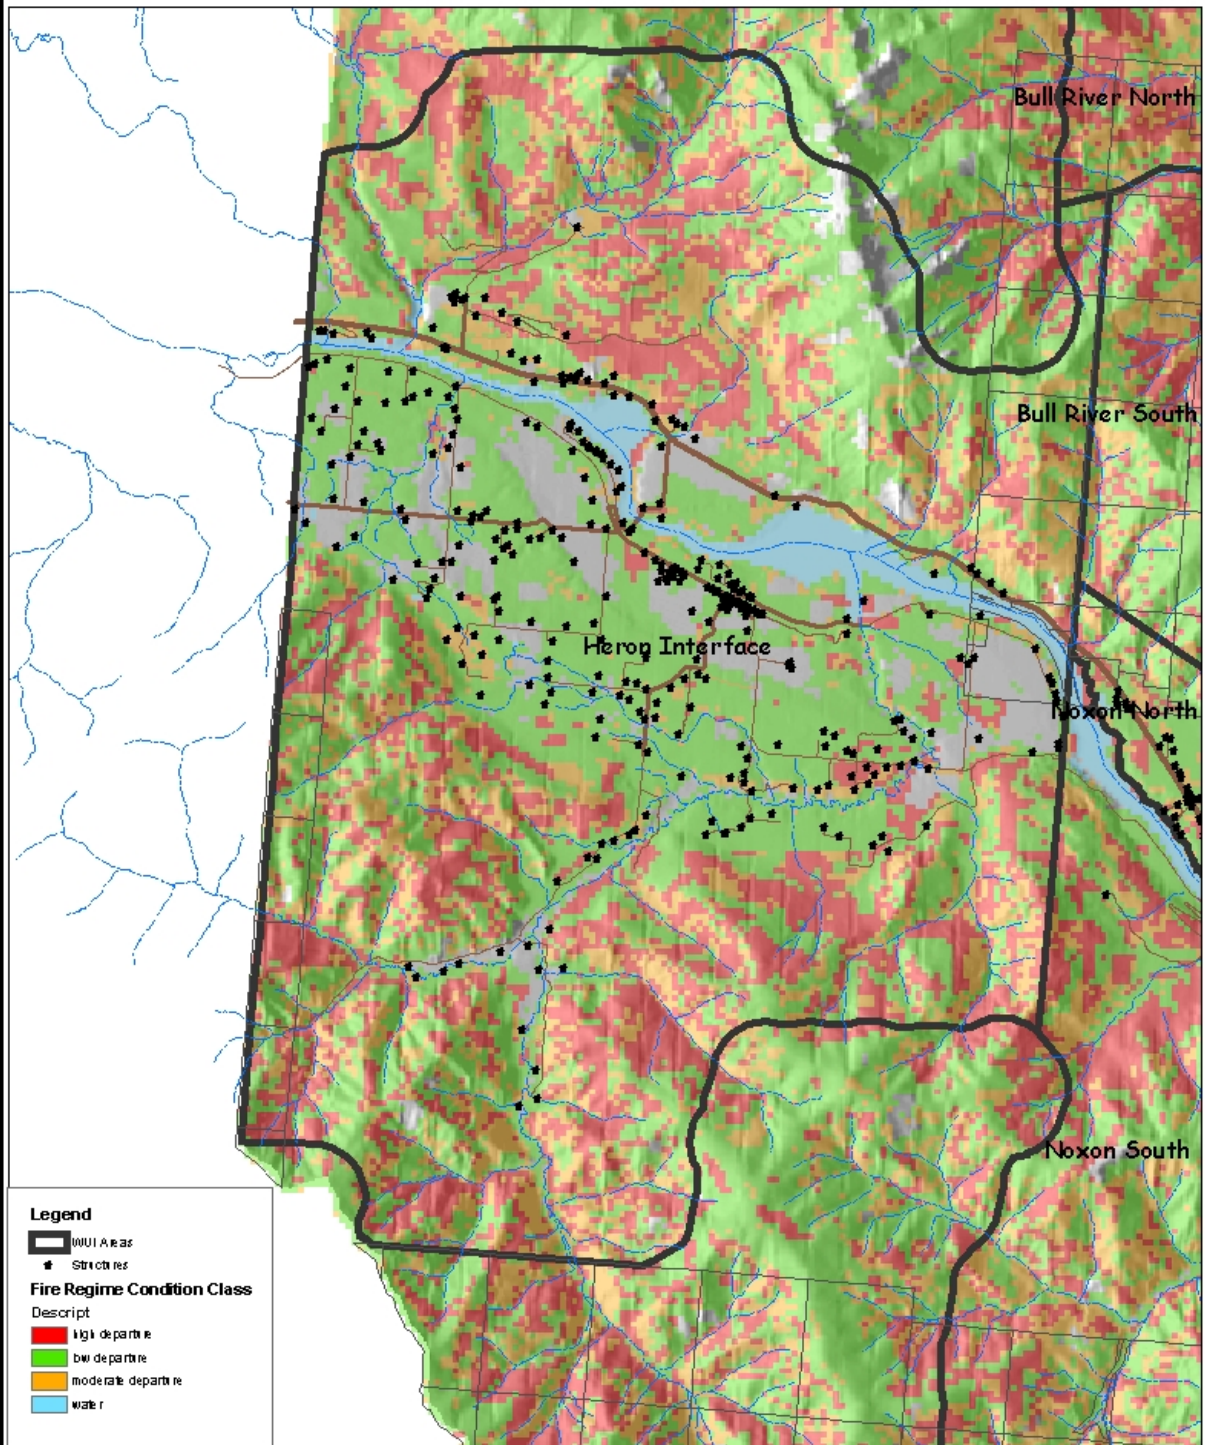 Bull River North
Bull River South
Heron Interface
Noxon North
Noxon South
Legend
WUI Areas
Structures
Fire Regime Condition Class
Descript
high departure
low departure
moderate departure
water